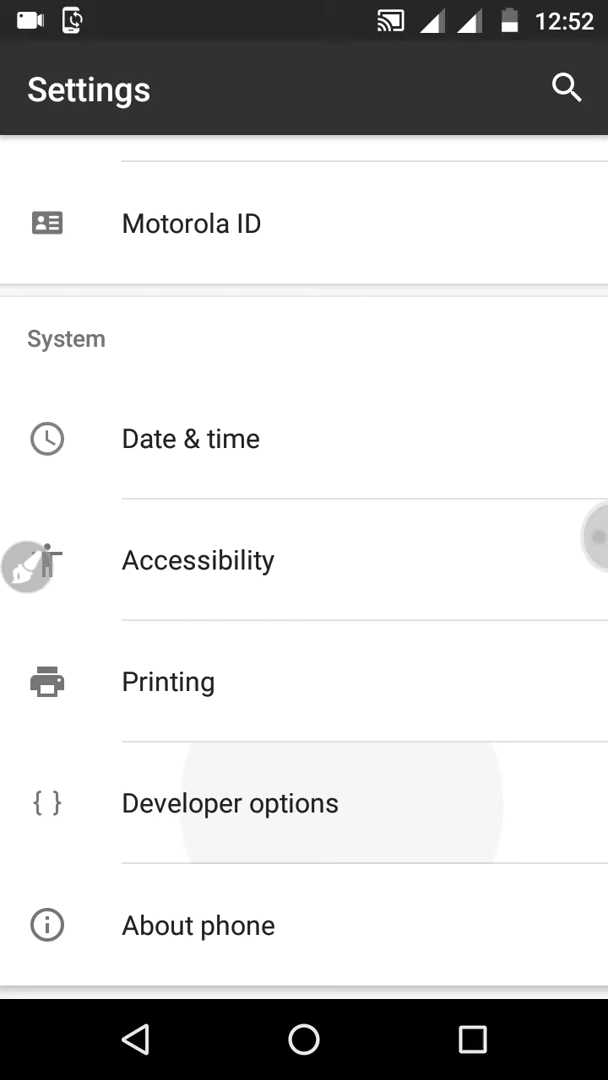 12:52
Settings
Motorola ID
System
Date & time
Accessibility
Printing
{ } Developer options
About phone